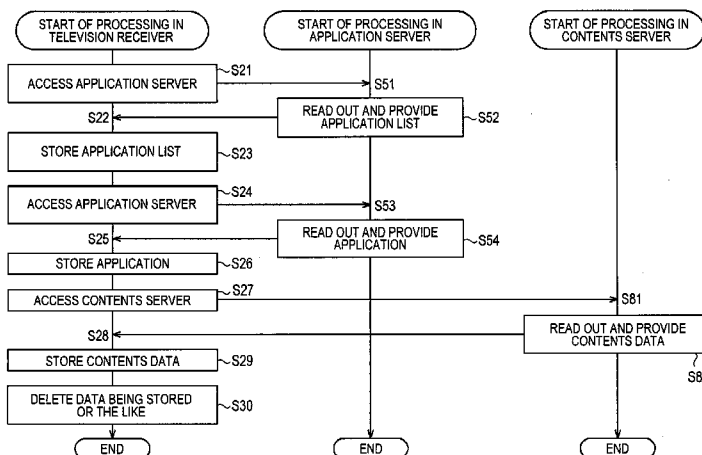 START OF PROCESSING IN
TELEVISION RECEIVER
START OF PROCESSING IN
APPLICATION SERVER
START OF PROCESSING IN
CONTENTS SERVER
ACCESS APPLICATION SERVER
S21
S51
S22
READ OUT AND PROVIDE
APPLICATION LIST
S52
STORE APPLICATION LIST
S23
ACCESS APPLICATION SERVER
S24
S53
S25
READ OUT AND PROVIDE
APPLICATION
S54
STORE APPLICATION
S26
ACCESS CONTENTS SERVER
S27
S81
S28
READ OUT AND PROVIDE
CONTENTS DATA
STORE CONTENTS DATA
S29
DELETE DATA BEING STORED
OR THE LIKE
S30
END
END
END